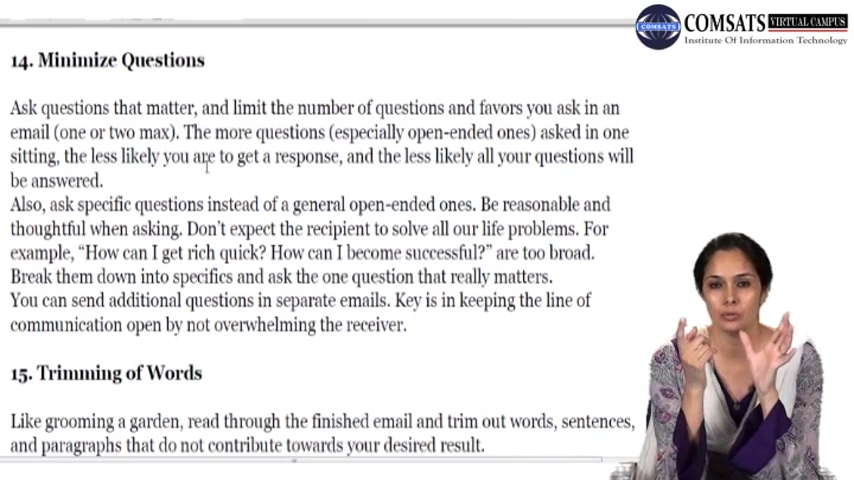 COMSATS VIRTUAL CAMPUS
COMSATS
Institute Of Information Technology
14. Minimize Questions
Ask questions that matter, and limit the number of questions and favors you ask in an
email (one or two max). The more questions (especially open-ended ones) asked in one
sitting, the less likely you are to get a response, and the less likely all your questions will
be answered.
Also, ask specific questions instead of a general open-ended ones. Be reasonable and
thoughtful when asking. Don't expect the recipient to solve all our life problems. For
example, “How can I get rich quick? How can I become successful?” are too broad.
Break them down into specifics and ask the one question that really matters.
You can send additional questions in separate emails. Key is in keeping the line of
communication open by not overwhelming the receiver.
15. Trimming of Words
Like grooming a garden, read through the finished email and trim out words, sentences,
and paragraphs that do not contribute towards your desired result.